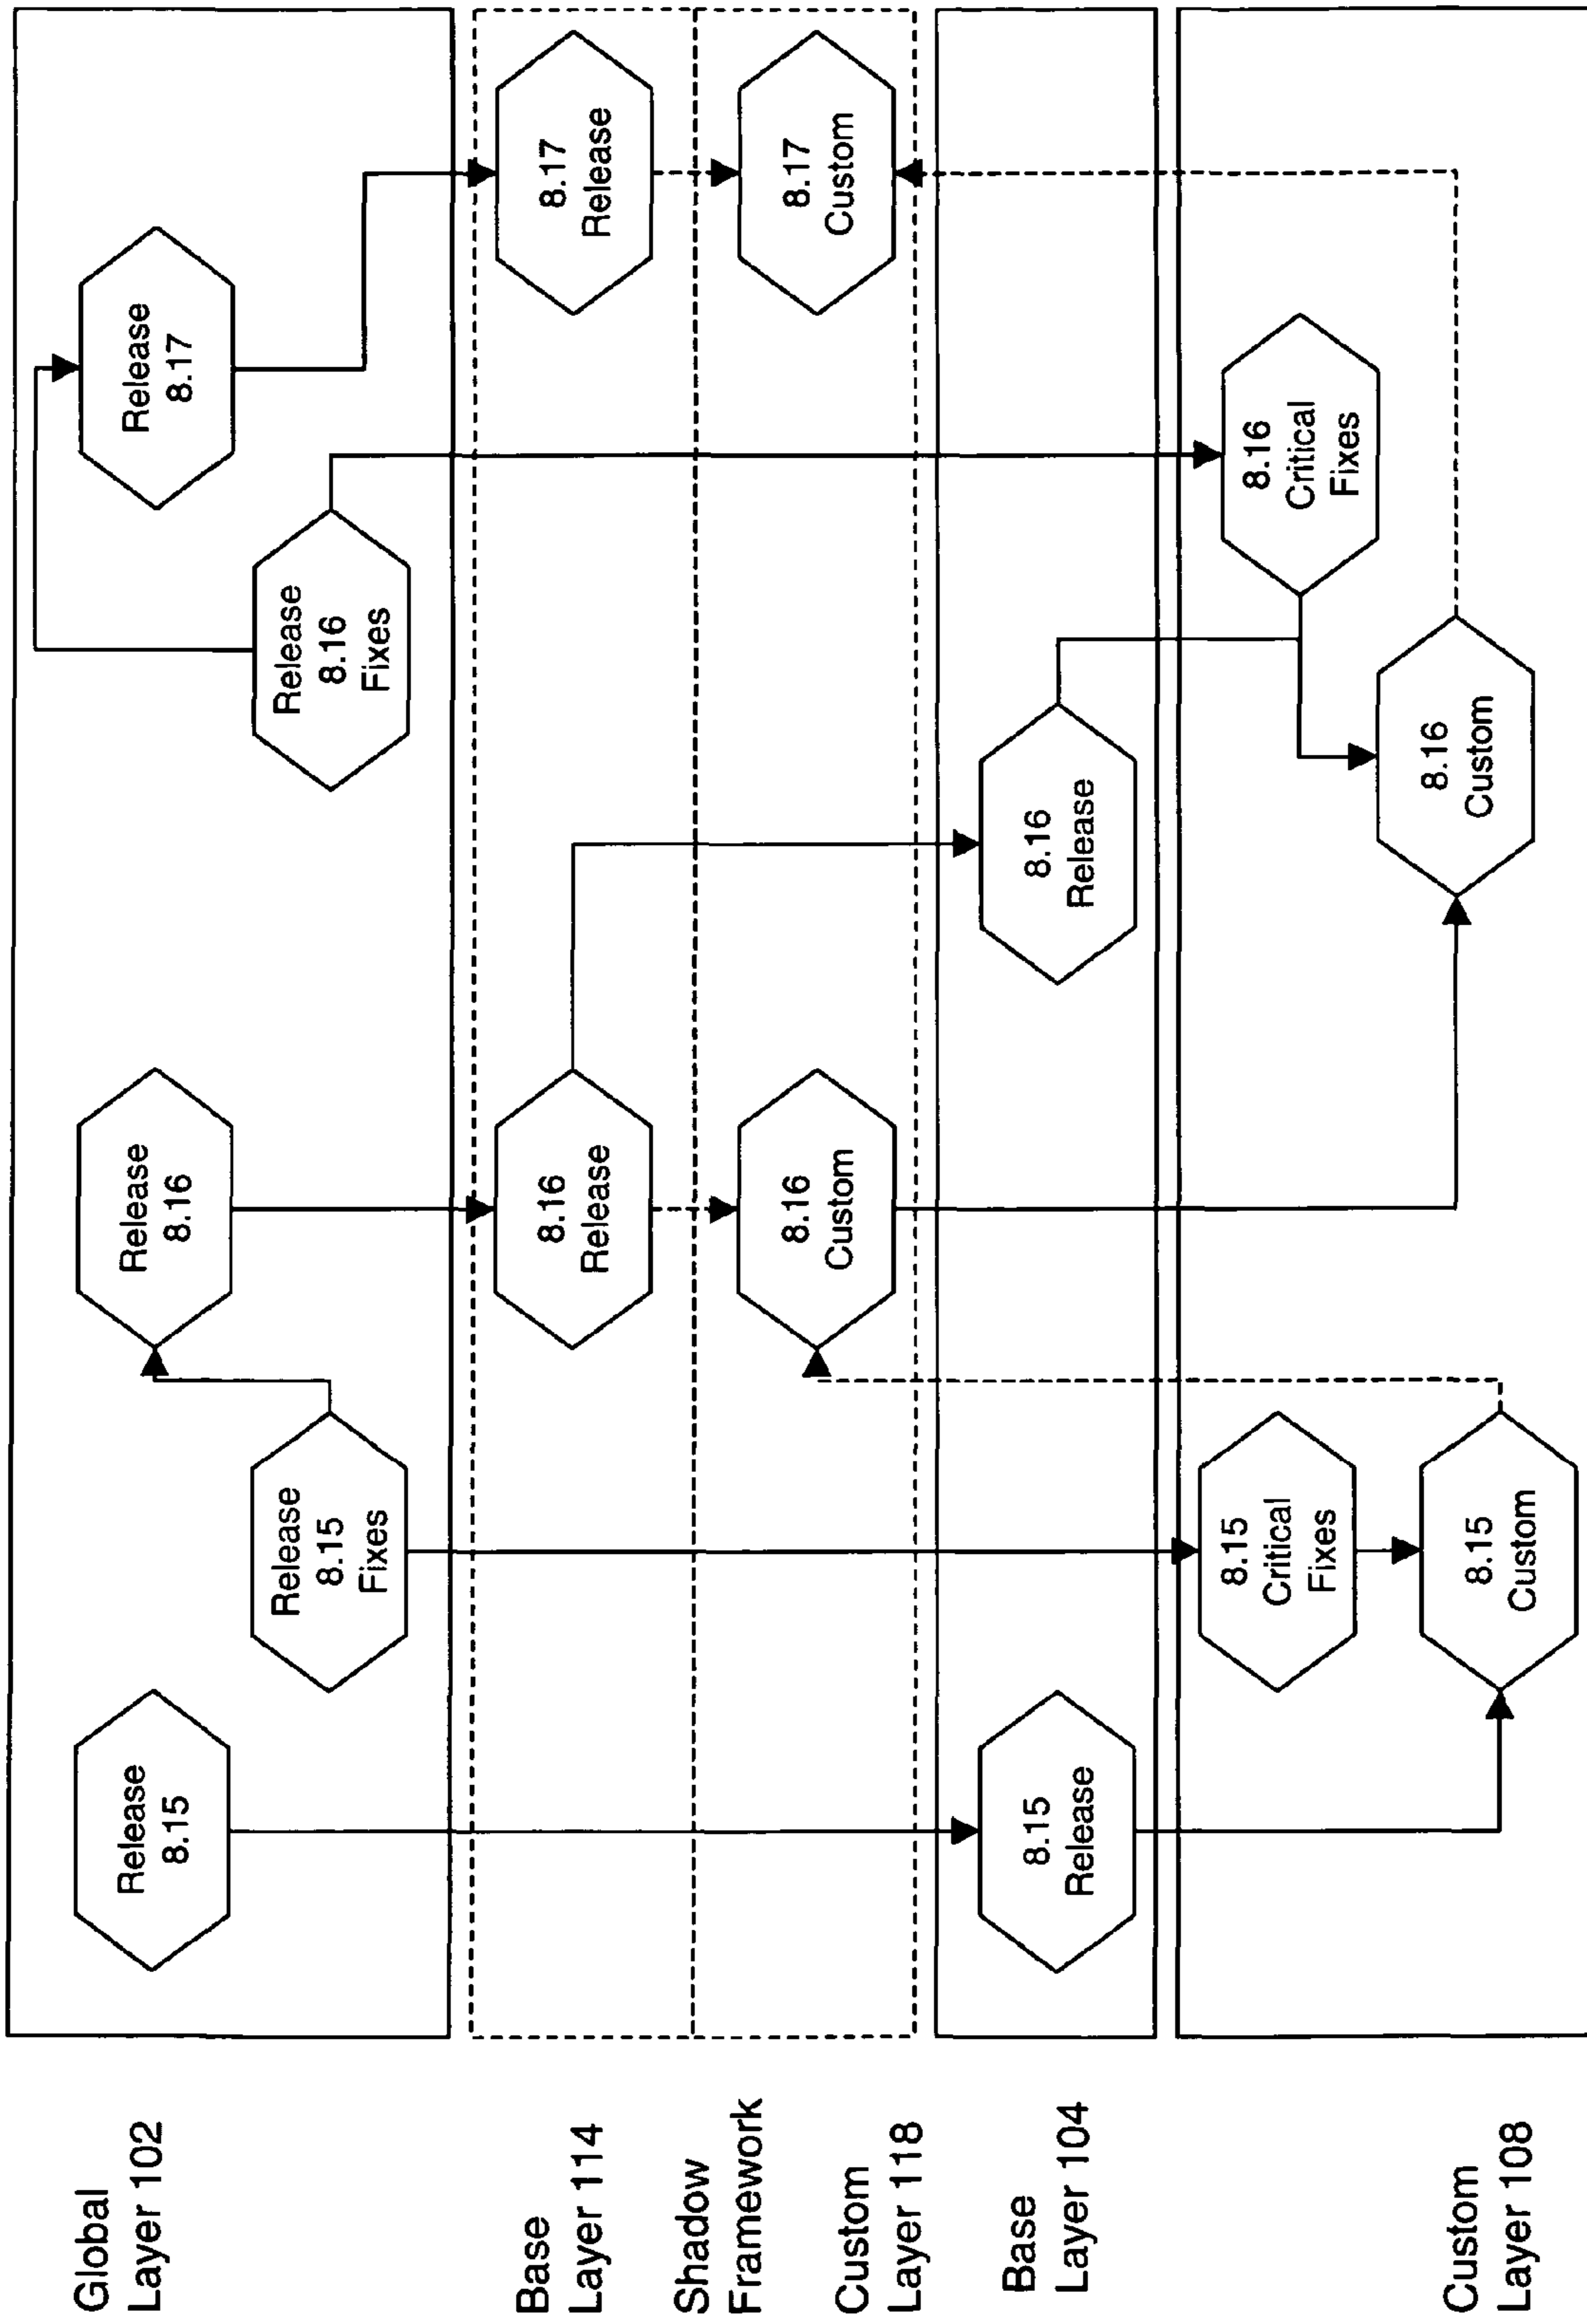 Global
Layer 102
Release
8.15
Release
8.15
Fixes
Release
8.16
Release
8.16
Fixes
Release
8.17
Base
Layer 114
8.16
Release
8.17
Release
Shadow
Framework
Custom
Layer 118
8.16
Custom
8.17
Custom
Base
Layer 104
8.15
Release
8.16
Release
Custom
Layer 108
8.15
Critical
Fixes
8.15
Custom
8.16
Custom
8.16
Critical
Fixes